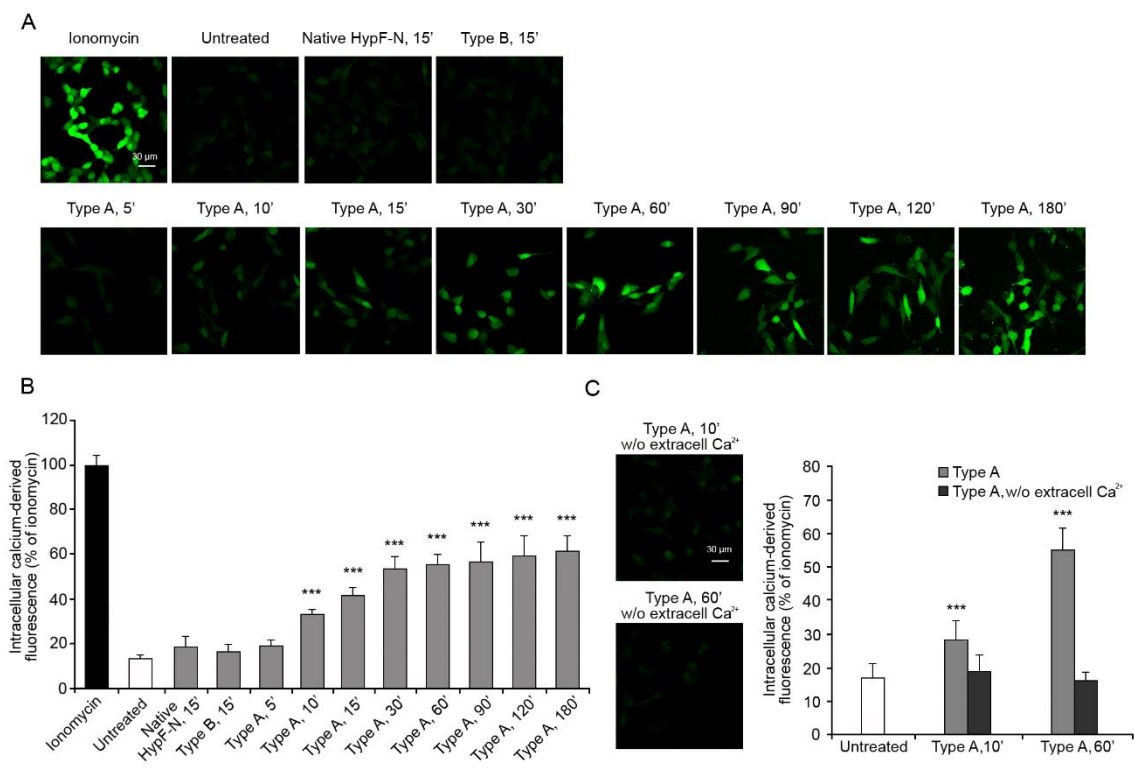 A
Ionomycin
Untreated
Native HypF-N, 15'
Type B, 15'
30 µm
Type A, 5'
Type A, 10'
Type A, 15'
Type A, 30'
Type A, 60'
Type A, 90'
Type A, 120'
Type A, 180'
B
Intracellular calcium-derived
fluorescence (% of ionomycin)
120
100
80
60
40
20
0
***
***
***
***
***
***
***
Ionomycin
Untreated
Native
HypF-N, 15'
Type B, 15'
Type A, 5'
Type A, 10'
Type A, 15'
Type A, 30'
Type A, 60'
Type A, 90'
Type A, 120'
Type A, 180'
C
Type A, 10'
w/o extracell Ca²⁺
30 µm
Type A, 60'
w/o extracell Ca²⁺
Intracellular calcium-derived
fluorescence (% of ionomycin)
80
70
60
50
40
30
20
10
0
Type A
Type A, w/o extracell Ca²⁺
***
***
Untreated
Type A, 10'
Type A, 60'